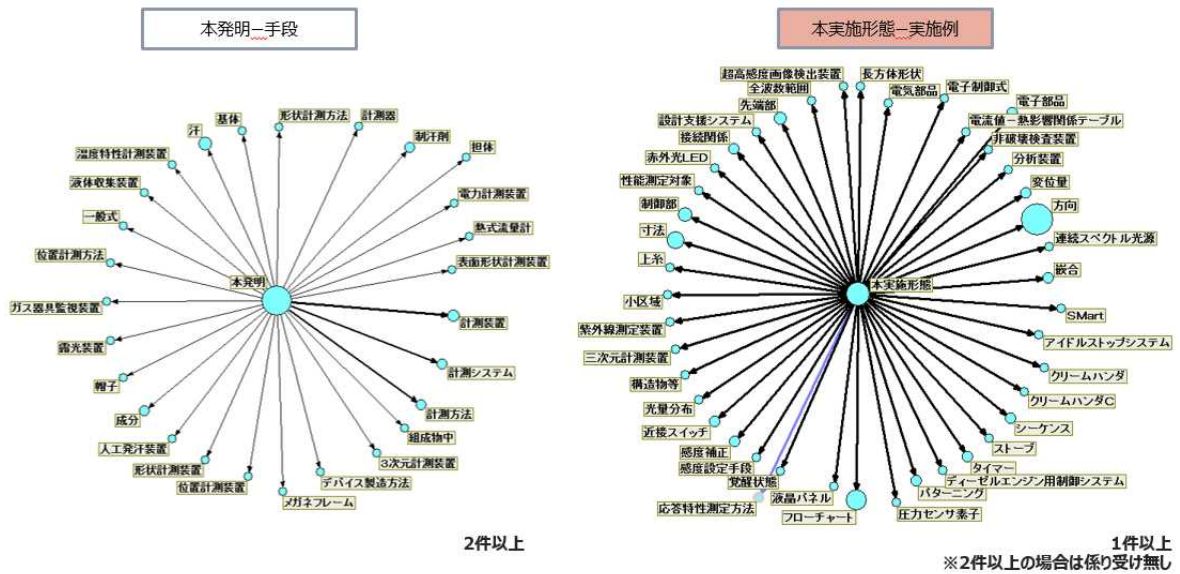 本発明ー手段
形状計測方法
計測器
基体
汗
制汗剤
担体
温度特性計測装置
液体収集装置
電力計測装置
一般式
熱式流量計
位置計測方法
表面形状計測装置
本発明
ガス器具監視装置
計測装置
露光装置
計測システム
帽子
計測方法
成分
組成物中
人工発汗装置
3次元計測装置
形状計測装置
デバイス製造方法
位置計測装置
メガネフレーム
2件以上
本実施形態ー実施例
超高感度画像検出装置
長方体形状
全波数範囲
電気部品
電子制御式
先端部
電子部品
設計支援システム
電流値－熱影響関係テーブル
接続関係
非破壊検査装置
赤外光LED
分析装置
性能測定対象
変位量
制御部
方向
寸法
連続スペクトル光源
上糸
本実施形態
嵌合
小区域
SMart
紫外線測定装置
アイドルストップシステム
三次元計測装置
クリームハンダ
構造物等
クリームハンダC
光量分布
シーケンス
近接スイッチ
ストーブ
感度補正
タイマー
感度設定手段
ディーゼルエンジン用制御システム
覚醒状態
パターニング
液晶パネル
応答特性測定方法
圧力センサ素子
フローチャート
1件以上
※2件以上の場合は係り受け無し